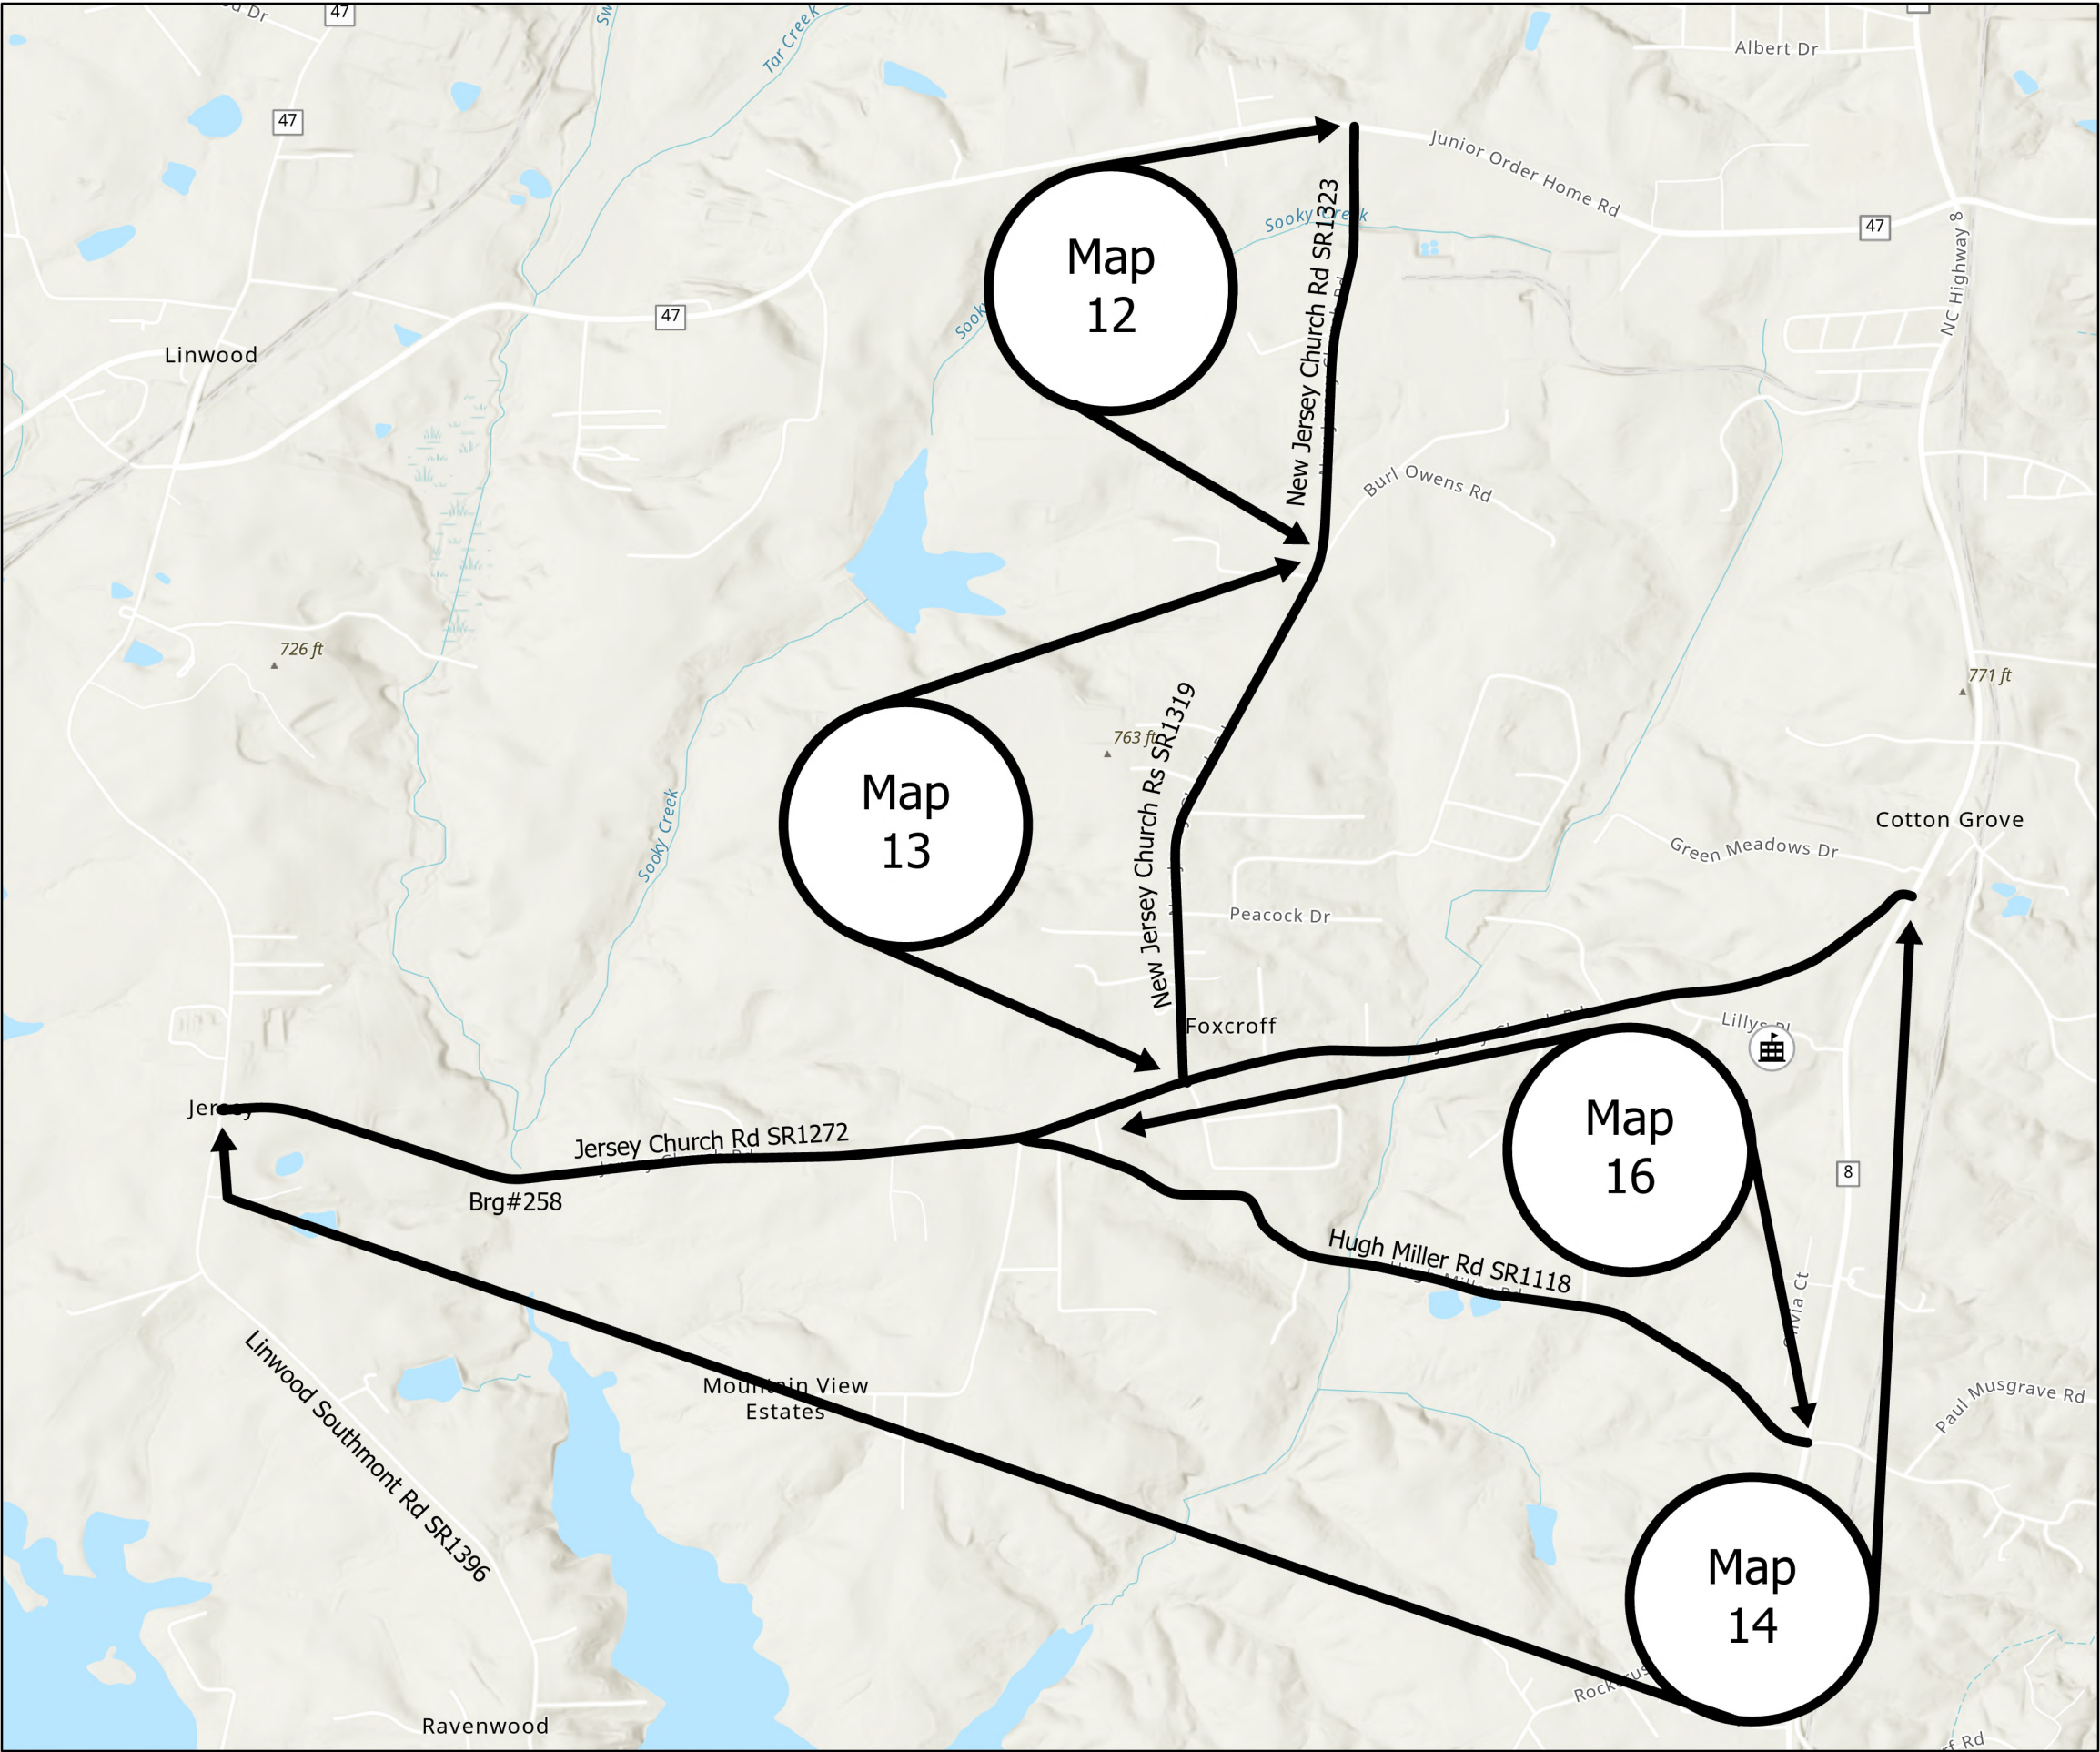 47
Tar Creek
Albert Dr
47
Junior Order Home Rd
Sooky Creek
47
NC Highway 8
Map
12
New Jersey Church Rd SR1323
47
Linwood
Burl Owens Rd
726 ft
771 ft
763 ft
New Jersey Church Rs SR1319
Map
13
Sooky Creek
Cotton Grove
Green Meadows Dr
Peacock Dr
Foxcroff
Jersey
Jersey Church Rd SR1272
Brg#258
Map
16
8
Hugh Miller Rd SR1118
Linwood Southmont Rd SR1396
Mountain View
Estates
Paul Musgrave Rd
Map
14
Ravenwood